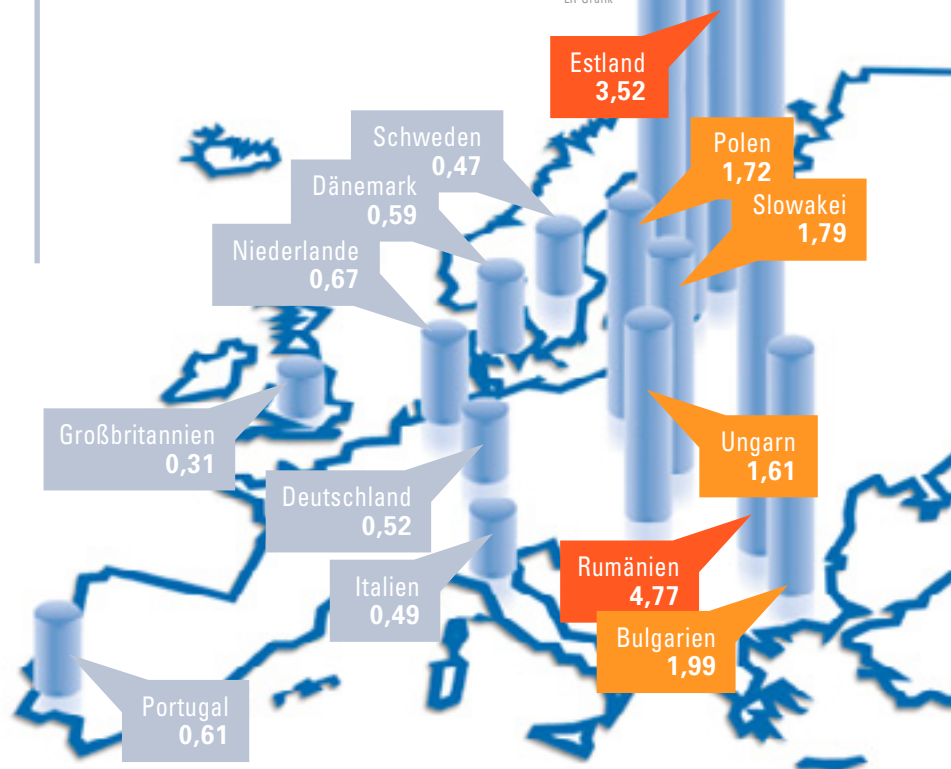 Estland
3,52
Schweden
0,47
Polen
1,72
Dänemark
0,59
Slowakei
1,79
Niederlande
0,67
Großbritannien
0,31
Ungarn
1,61
Deutschland
0,52
Rumänien
4,77
Italien
0,49
Bulgarien
1,99
Portugal
0,61